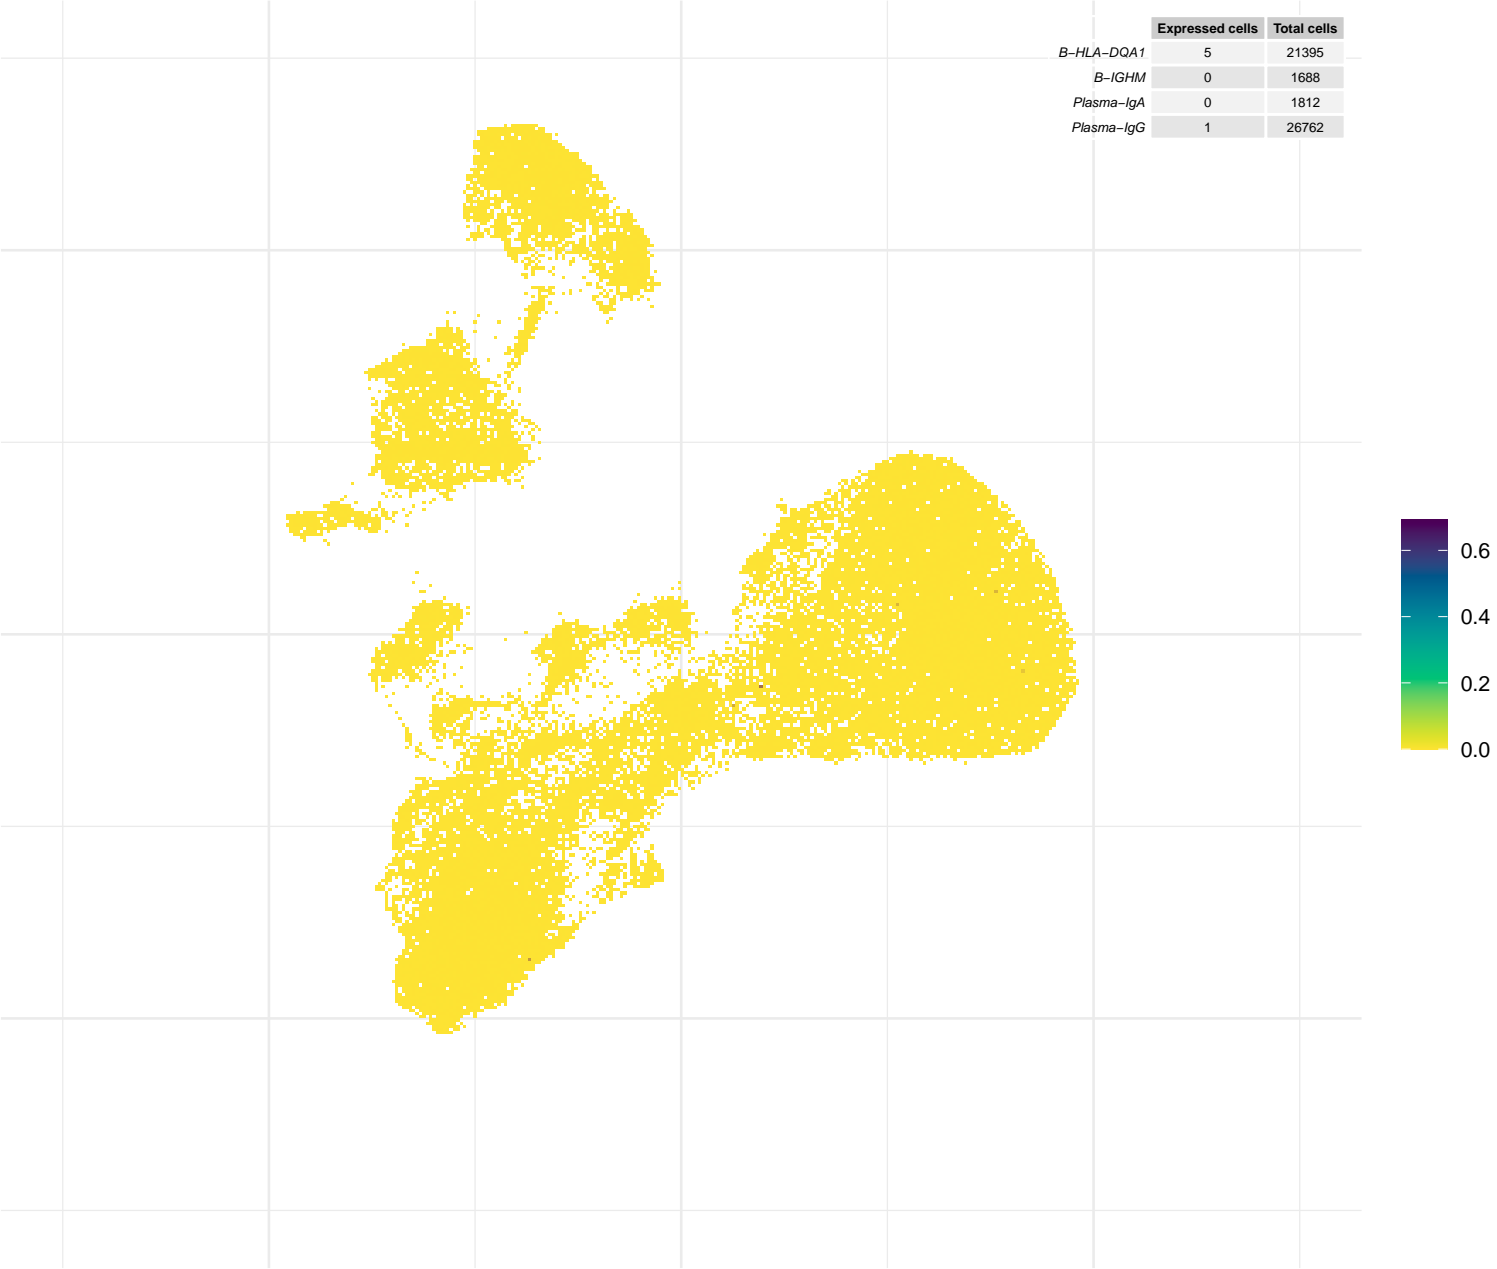 Expressed cells Total cells
B−HLA−DQA1 5 21395
B−IGHM 0 1688
Plasma−IgA 0 1812
Plasma−IgG 1 26762
0.6
0.4
0.2
0.0